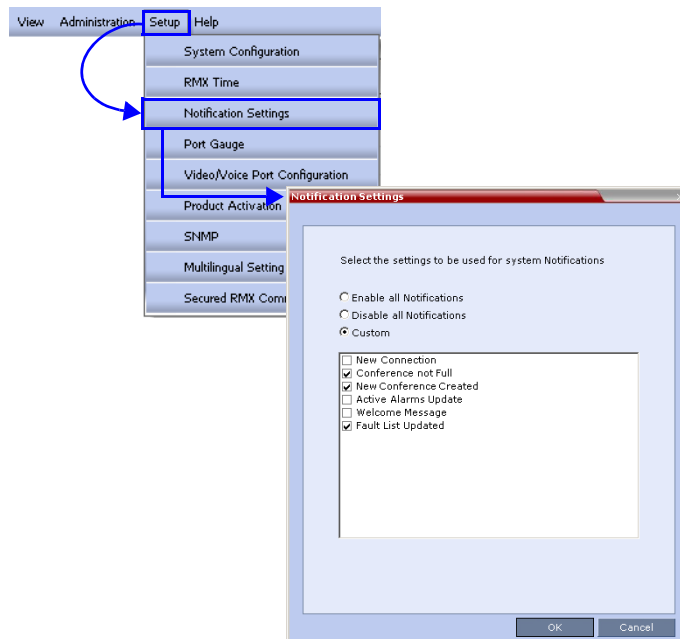 View Administration Setup Help
System Configuration
RMX Time
Notification Settings
Port Gauge
Video/Voice Port Configuration
Product Activation
SNMP
Multilingual Setting
Secured RMX
Notification Settings
Select the settings to be used for system Notifications
Enable all Notifications
Disable all Notifications
Custom
New Connection
Conference not Full
New Conference Created
Active Alarms Update
Welcome Message
Fault List Updated
OK Cancel